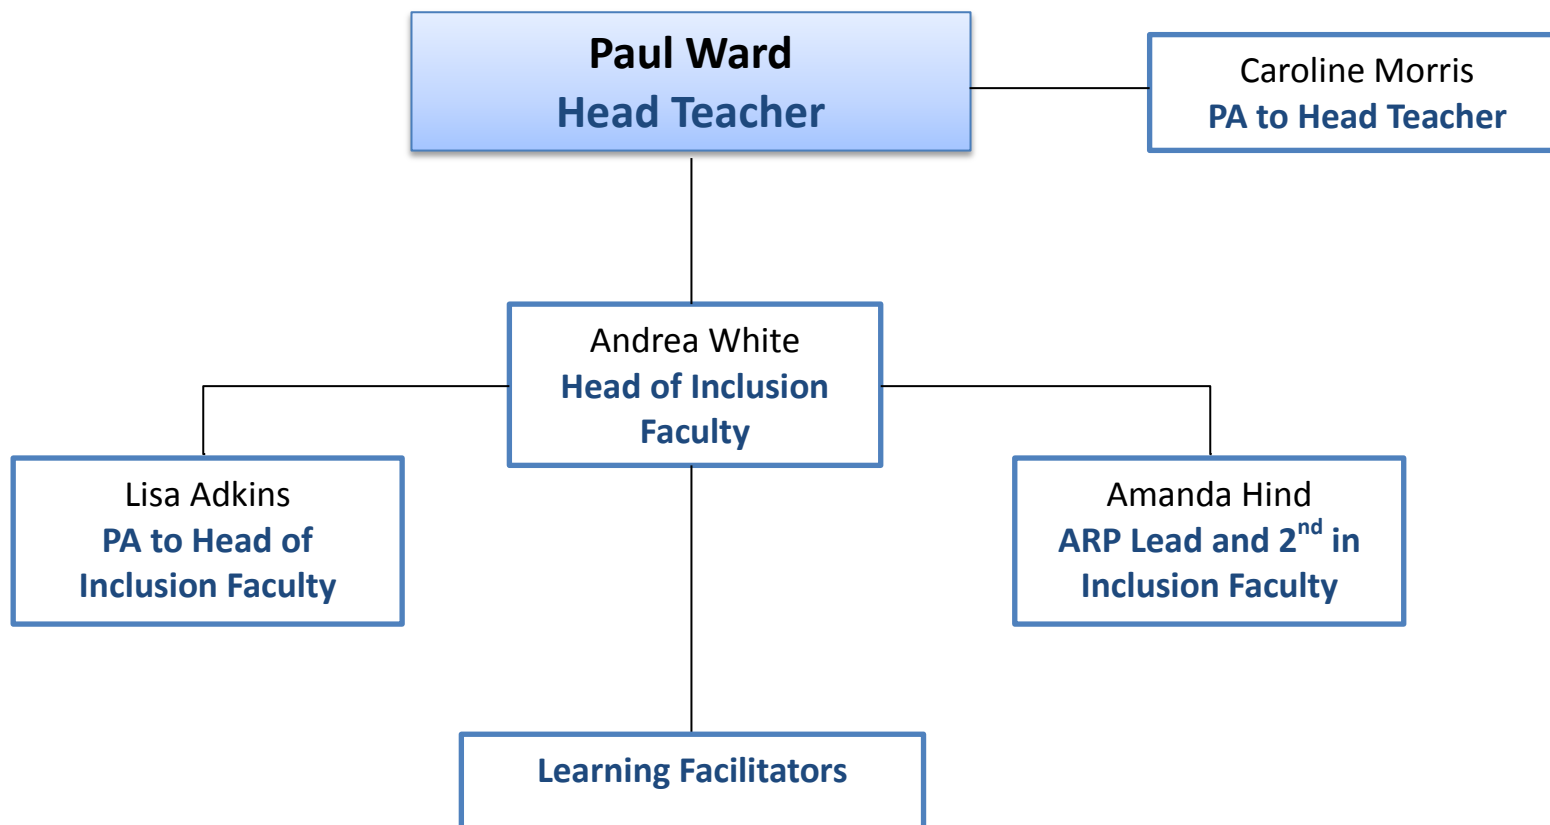 Paul Ward
Head Teacher
Caroline Morris
PA to Head Teacher
Andrea White
Head of Inclusion
Faculty
Lisa Adkins
PA to Head of
Inclusion Faculty
Amanda Hind
ARP Lead and 2nd in
Inclusion Faculty
Learning Facilitators